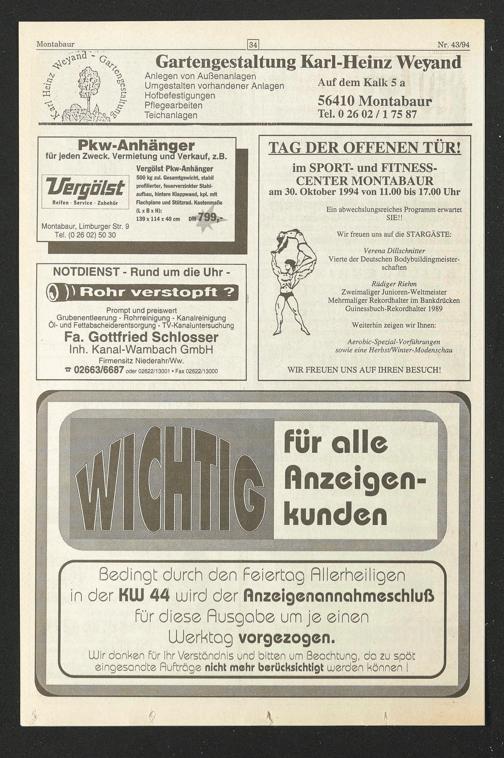 Montabaur
34
Nr. 43/94
Karl Heinz Weyand - Gartengestaltung
Gartengestaltung Karl-Heinz Weyand
Anlegen von Außenanlagen
Umgestalten vorhandener Anlagen
Hofbefestigungen
Pflegearbeiten
Teichanlagen
Auf dem Kalk 5 a
56410 Montabaur
Tel. 0 26 02 / 1 75 87
Pkw-Anhänger
für jeden Zweck. Vermietung und Verkauf, z.B.
Vergölst
Reifen · Service · Zubehör
Vergölst Pkw-Anhänger
500 kg zul. Gesamtgewicht, stabil
profilierter, feuerverzinkter Stahl-
aufbau, hintere Klappwand, kpl. mit
Flachplane und Stützrad. Kastenmaße
(L x B x H):
139 x 114 x 40 cm DM 799,-
Montabaur, Limburger Str. 9
Tel. (0 26 02) 50 30
NOTDIENST - Rund um die Uhr -
Rohr verstopft ?
Prompt und preiswert
Grubenentleerung - Rohrreinigung - Kanalreinigung
Öl- und Fettabscheiderentsorgung - TV-Kanaluntersuchung
Fa. Gottfried Schlosser
Inh. Kanal-Wambach GmbH
Firmensitz Niederahr/Ww.
☎ 02663/6687 oder 02622/13001 • Fax 02622/13000
TAG DER OFFENEN TÜR!
im SPORT- und FITNESS-
CENTER MONTABAUR
am 30. Oktober 1994 von 11.00 bis 17.00 Uhr
Ein abwechslungsreiches Programm erwartet
SIE!!
Wir freuen uns auf die STARGÄSTE:
Verena Dillschnitter
Vierte der Deutschen Bodybuildingmeister-
schaften
Rüdiger Riehm
Zweimaliger Junioren-Weltmeister
Mehrmaliger Rekordhalter im Bankdrücken
Guinessbuch-Rekordhalter 1989
Weiterhin zeigen wir Ihnen:
Aerobic-Spezial-Vorführungen
sowie eine Herbst/Winter-Modenschau
WIR FREUEN UNS AUF IHREN BESUCH!
WICHTIG
für alle
Anzeigen-
kunden
Bedingt durch den Feiertag Allerheiligen
in der KW 44 wird der Anzeigenannahmeschluß
für diese Ausgabe um je einen
Werktag vorgezogen.
Wir danken für Ihr Verständnis und bitten um Beachtung, da zu spät
eingesandte Aufträge nicht mehr berücksichtigt werden können !